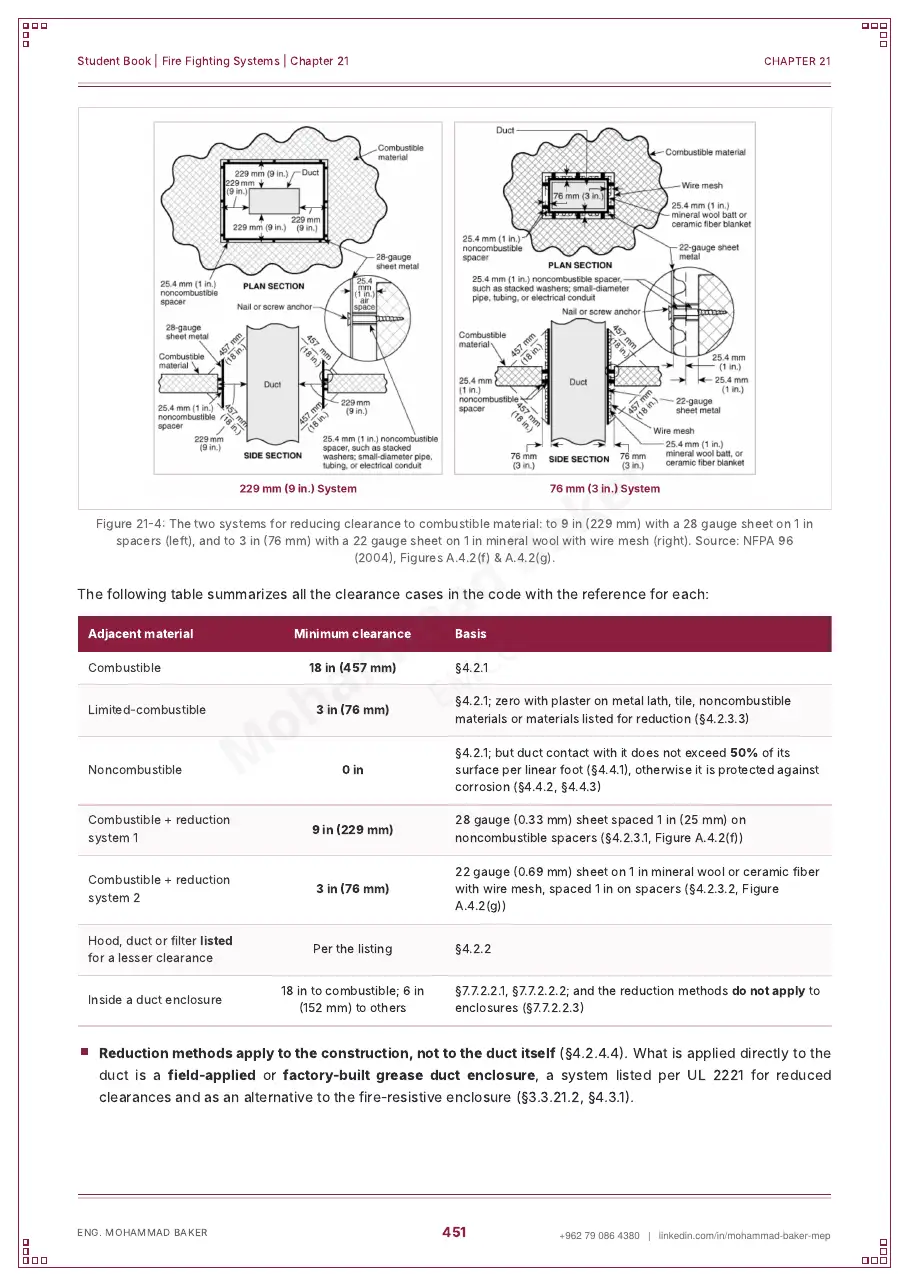 Student Book | Fire Fighting Systems | Chapter 21
CHAPTER 21
Combustible
material
229 mm (9 in.)
Duct
229 mm
(9 in.)
229 mm
(9 in.)
229 mm (9 in.)
28-gauge
sheet metal
25.4 mm (1 in.)
noncombustible
spacer
PLAN SECTION
25.4
mm
(1 in.)
air
space
Nail or screw anchor
28-gauge
sheet metal
457 mm
(18 in.)
457 mm
(18 in.)
Combustible
material
Duct
25.4 mm (1 in.)
noncombustible
spacer
457 mm
(18 in.)
457 mm
(18 in.)
229 mm
(9 in.)
229 mm
(9 in.)
SIDE SECTION
25.4 mm (1 in.) noncombustible
spacer, such as stacked
washers; small-diameter pipe,
tubing, or electrical conduit
229 mm (9 in.) System
Duct
Combustible material
Wire mesh
76 mm (3 in.)
25.4 mm (1 in.)
mineral wool batt or
ceramic fiber blanket
25.4 mm (1 in.)
noncombustible
spacer
22-gauge sheet
metal
PLAN SECTION
25.4 mm (1 in.) noncombustible spacer,
such as stacked washers; small-diameter
pipe, tubing, or electrical conduit
Nail or screw anchor
Combustible
material
457 mm
(18 in.)
457 mm
(18 in.)
25.4 mm
(1 in.)
25.4 mm
(1 in.)
Duct
25.4 mm
(1 in.)
noncombustible
spacer
457 mm
(18 in.)
457 mm
(18 in.)
22-gauge
sheet metal
Wire mesh
76 mm
(3 in.)
SIDE SECTION
76 mm
(3 in.)
25.4 mm (1 in.)
mineral wool batt, or
ceramic fiber blanket
76 mm (3 in.) System
Figure 21-4: The two systems for reducing clearance to combustible material: to 9 in (229 mm) with a 28 gauge sheet on 1 in
spacers (left), and to 3 in (76 mm) with a 22 gauge sheet on 1 in mineral wool with wire mesh (right). Source: NFPA 96
(2004), Figures A.4.2(f) & A.4.2(g).
The following table summarizes all the clearance cases in the code with the reference for each:
Adjacent material Minimum clearance Basis
Combustible 18 in (457 mm) §4.2.1
Limited-combustible 3 in (76 mm) §4.2.1; zero with plaster on metal lath, tile, noncombustible
materials or materials listed for reduction (§4.2.3.3)
Noncombustible 0 in §4.2.1; but duct contact with it does not exceed 50% of its
surface per linear foot (§4.4.1), otherwise it is protected against
corrosion (§4.4.2, §4.4.3)
Combustible + reduction
system 1
9 in (229 mm)
28 gauge (0.33 mm) sheet spaced 1 in (25 mm) on
noncombustible spacers (§4.2.3.1, Figure A.4.2(f))
Combustible + reduction
system 2
3 in (76 mm)
22 gauge (0.69 mm) sheet on 1 in mineral wool or ceramic fiber
with wire mesh, spaced 1 in on spacers (§4.2.3.2, Figure
A.4.2(g))
Hood, duct or filter listed
for a lesser clearance
Per the listing
§4.2.2
Inside a duct enclosure
18 in to combustible; 6 in
(152 mm) to others
§7.7.2.2.1, §7.7.2.2.2; and the reduction methods do not apply to
enclosures (§7.7.2.2.3)
Reduction methods apply to the construction, not to the duct itself (§4.2.4.4). What is applied directly to the
duct is a field-applied or factory-built grease duct enclosure, a system listed per UL 2221 for reduced
clearances and as an alternative to the fire-resistive enclosure (§3.3.21.2, §4.3.1).
ENG. MOHAMMAD BAKER
451
+962 79 086 4380 | linkedin.com/in/mohammad-baker-mep